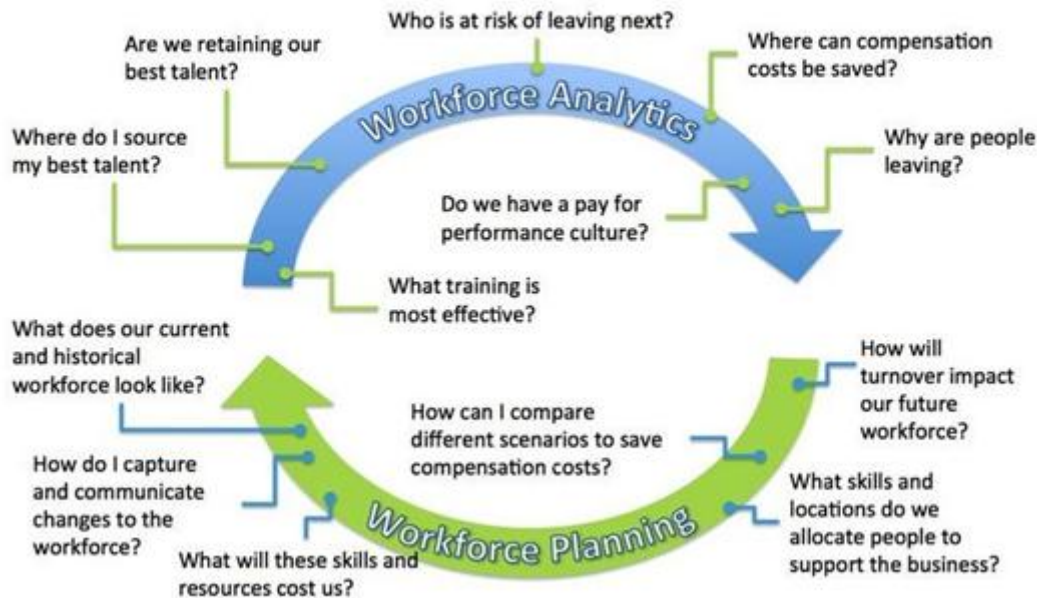 Who is at risk of leaving next?
Are we retaining our
best talent?
Where can compensation
costs be saved?
Workforce Analytics
Where do I source
my best talent?
Why are people
leaving?
Do we have a pay for
performance culture?
What training is
most effective?
What does our current
and historical
workforce look like?
How will
turnover impact
our future
workforce?
How can I compare
different scenarios to save
compensation costs?
How do I capture
and communicate
changes to the
workforce?
What skills and
locations do we
allocate people to
support the business?
Workforce Planning
What will these skills and
resources cost us?